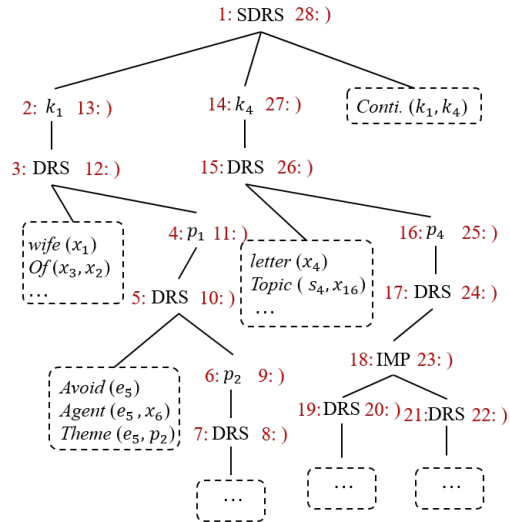 1: SDRS 28: )
2: k₁ 13: ) 14: k₄ 27: ) Conti. (k₁, k₄)
3: DRS 12: ) 15: DRS 26: )
wife (x₁)
Of (x₃, x₂)
...
4: p₁ 11: )
letter (x₄)
Topic ( s₄, x₁₆)
...
16: p₄ 25: )
5: DRS 10: ) 17: DRS 24: )
Avoid (e₅)
Agent (e₅, x₆)
Theme (e₅, p₂)
6: p₂ 9: ) 18: IMP 23: )
7: DRS 8: ) 19: DRS 20: ) 21: DRS 22: )
... ... ...